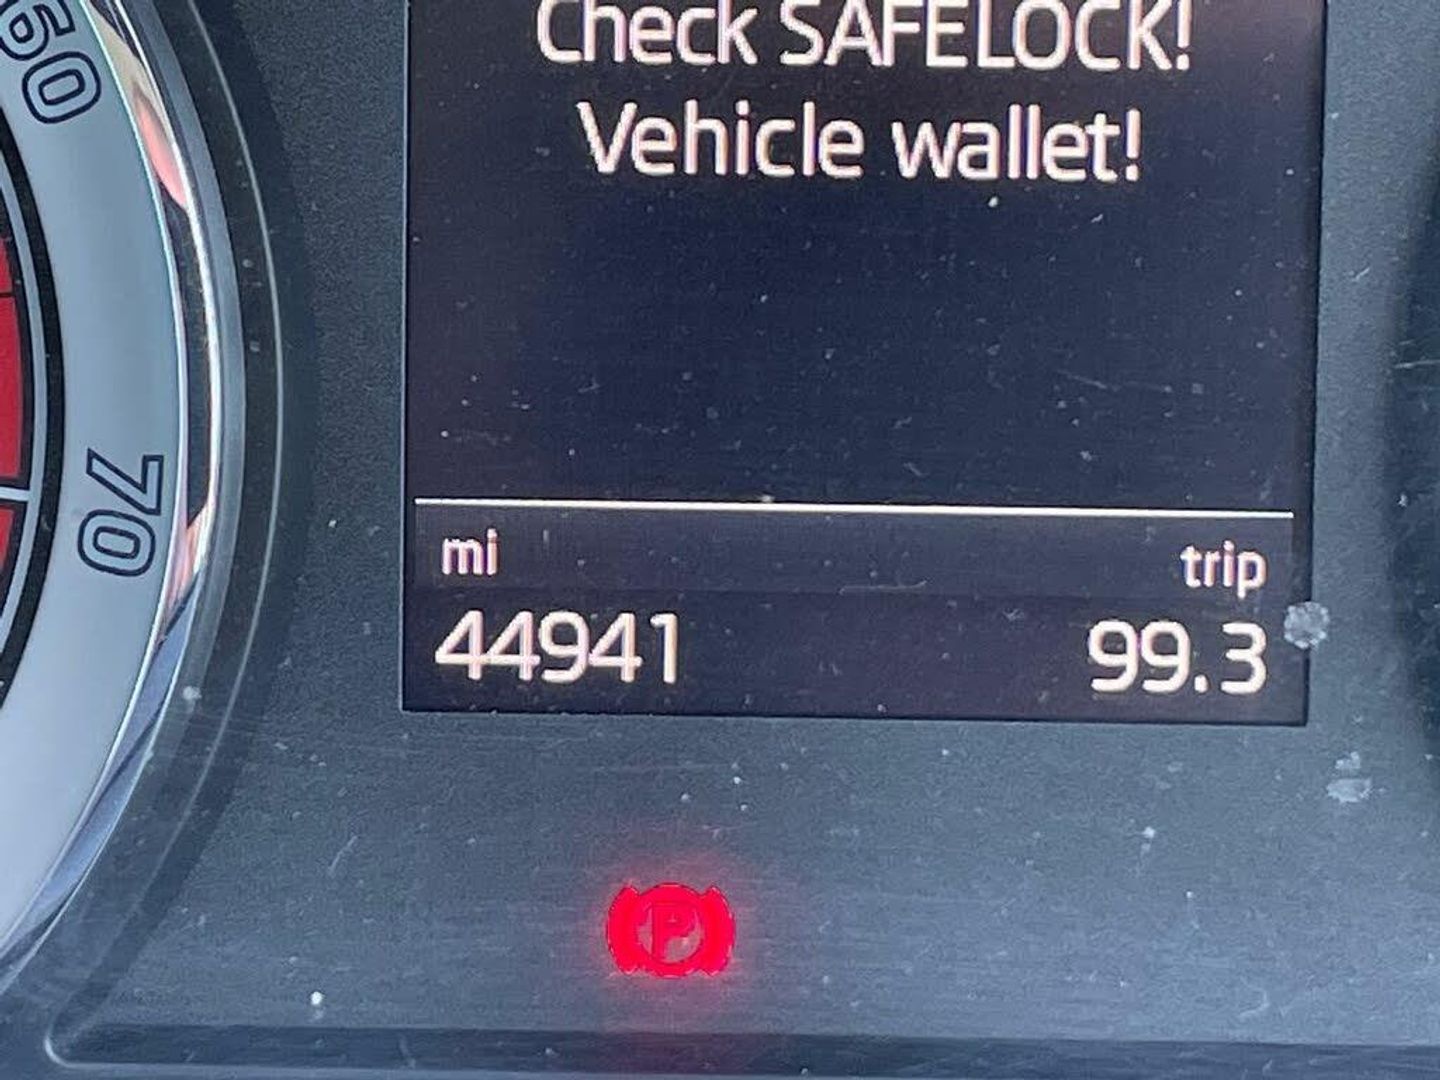 Check SAFELOCK!
Vehicle wallet!
60
70
mi trip
44941 99.3
P